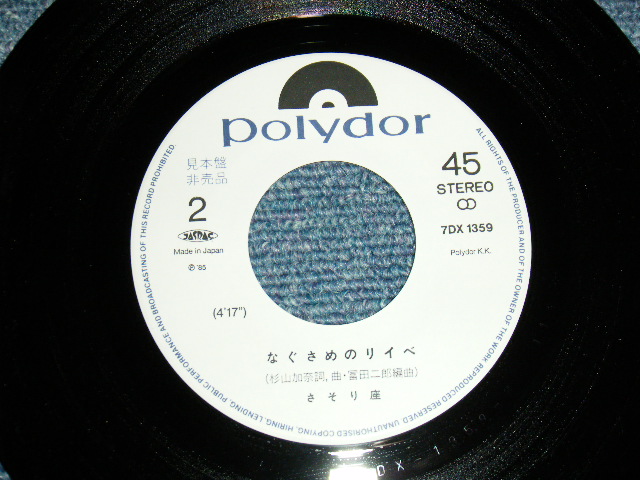 polydor
見本盤
非売品
2
JASRAC
Made in Japan
℗ '85
45
STEREO
7DX 1359
Polydor K.K.
(4'17")
なぐさめのリイベ
(杉山加奈詞,曲・冨田二郎編曲)
さそり座
ALL RIGHTS OF THE PRODUCER AND OF THE OWNER OF THE WORK REPRODUCED RESERVED. UNAUTHORISED COPYING, HIRING, LENDING, PUBLIC PERFORMANCE AND BROADCASTING OF THIS RECORD PROHIBITED.